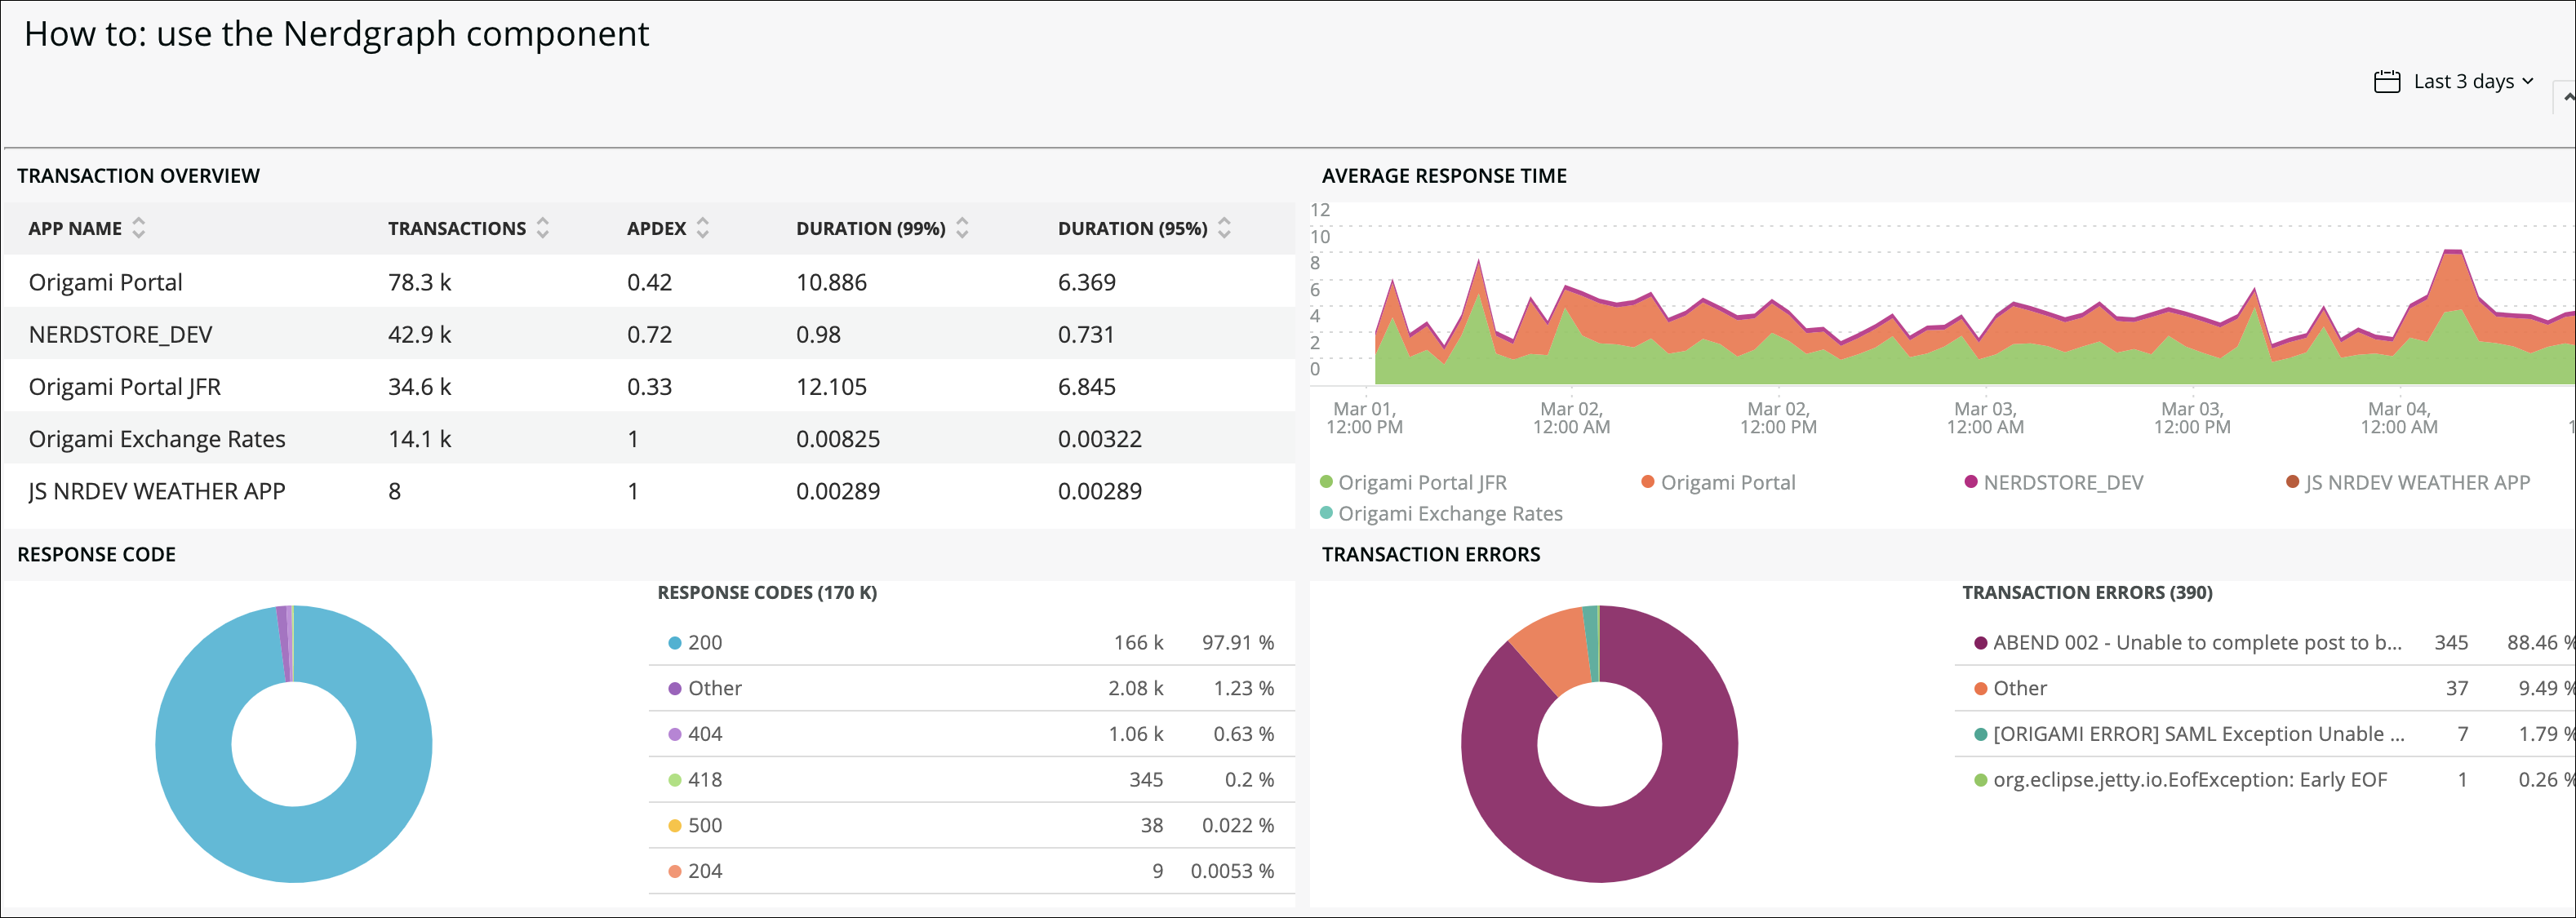 How to: use the Nerdgraph component
Last 3 days
TRANSACTION OVERVIEW
APP NAME TRANSACTIONS APDEX DURATION (99%) DURATION (95%)
Origami Portal 78.3 k 0.42 10.886 6.369
NERDSTORE_DEV 42.9 k 0.72 0.98 0.731
Origami Portal JFR 34.6 k 0.33 12.105 6.845
Origami Exchange Rates 14.1 k 1 0.00825 0.00322
JS NRDEV WEATHER APP 8 1 0.00289 0.00289
AVERAGE RESPONSE TIME
12
10
8
6
4
2
0
Mar 01, Mar 02, Mar 02, Mar 03, Mar 03, Mar 04,
12:00 PM 12:00 AM 12:00 PM 12:00 AM 12:00 PM 12:00 AM 1
Origami Portal JFR Origami Portal NERDSTORE_DEV JS NRDEV WEATHER APP
Origami Exchange Rates
RESPONSE CODE
RESPONSE CODES (170 K)
200 166 k 97.91 %
Other 2.08 k 1.23 %
404 1.06 k 0.63 %
418 345 0.2 %
500 38 0.022 %
204 9 0.0053 %
TRANSACTION ERRORS
TRANSACTION ERRORS (390)
ABEND 002 - Unable to complete post to b... 345 88.46 %
Other 37 9.49 %
[ORIGAMI ERROR] SAML Exception Unable ... 7 1.79 %
org.eclipse.jetty.io.EofException: Early EOF 1 0.26 %